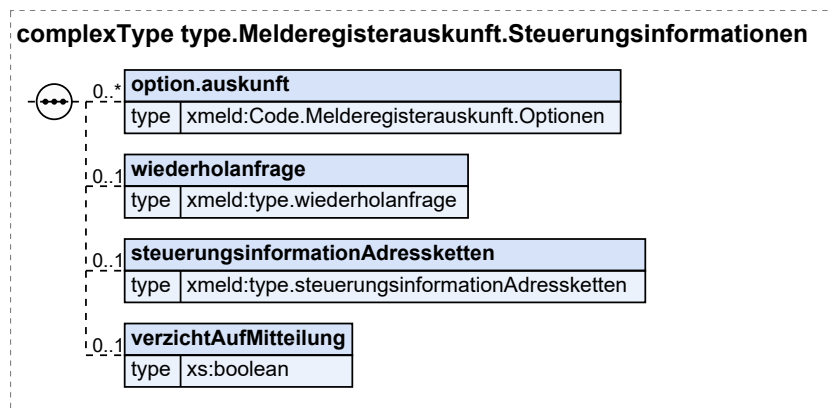 complexType type.Melderegisterauskunft.Steuerungsinformationen
0..* option.auskunft
type xmeld:Code.Melderegisterauskunft.Optionen
0..1 wiederholanfrage
type xmeld:type.wiederholanfrage
0..1 steuerungsinformationAdressketten
type xmeld:type.steuerungsinformationAdressketten
0..1 verzichtAufMitteilung
type xs:boolean